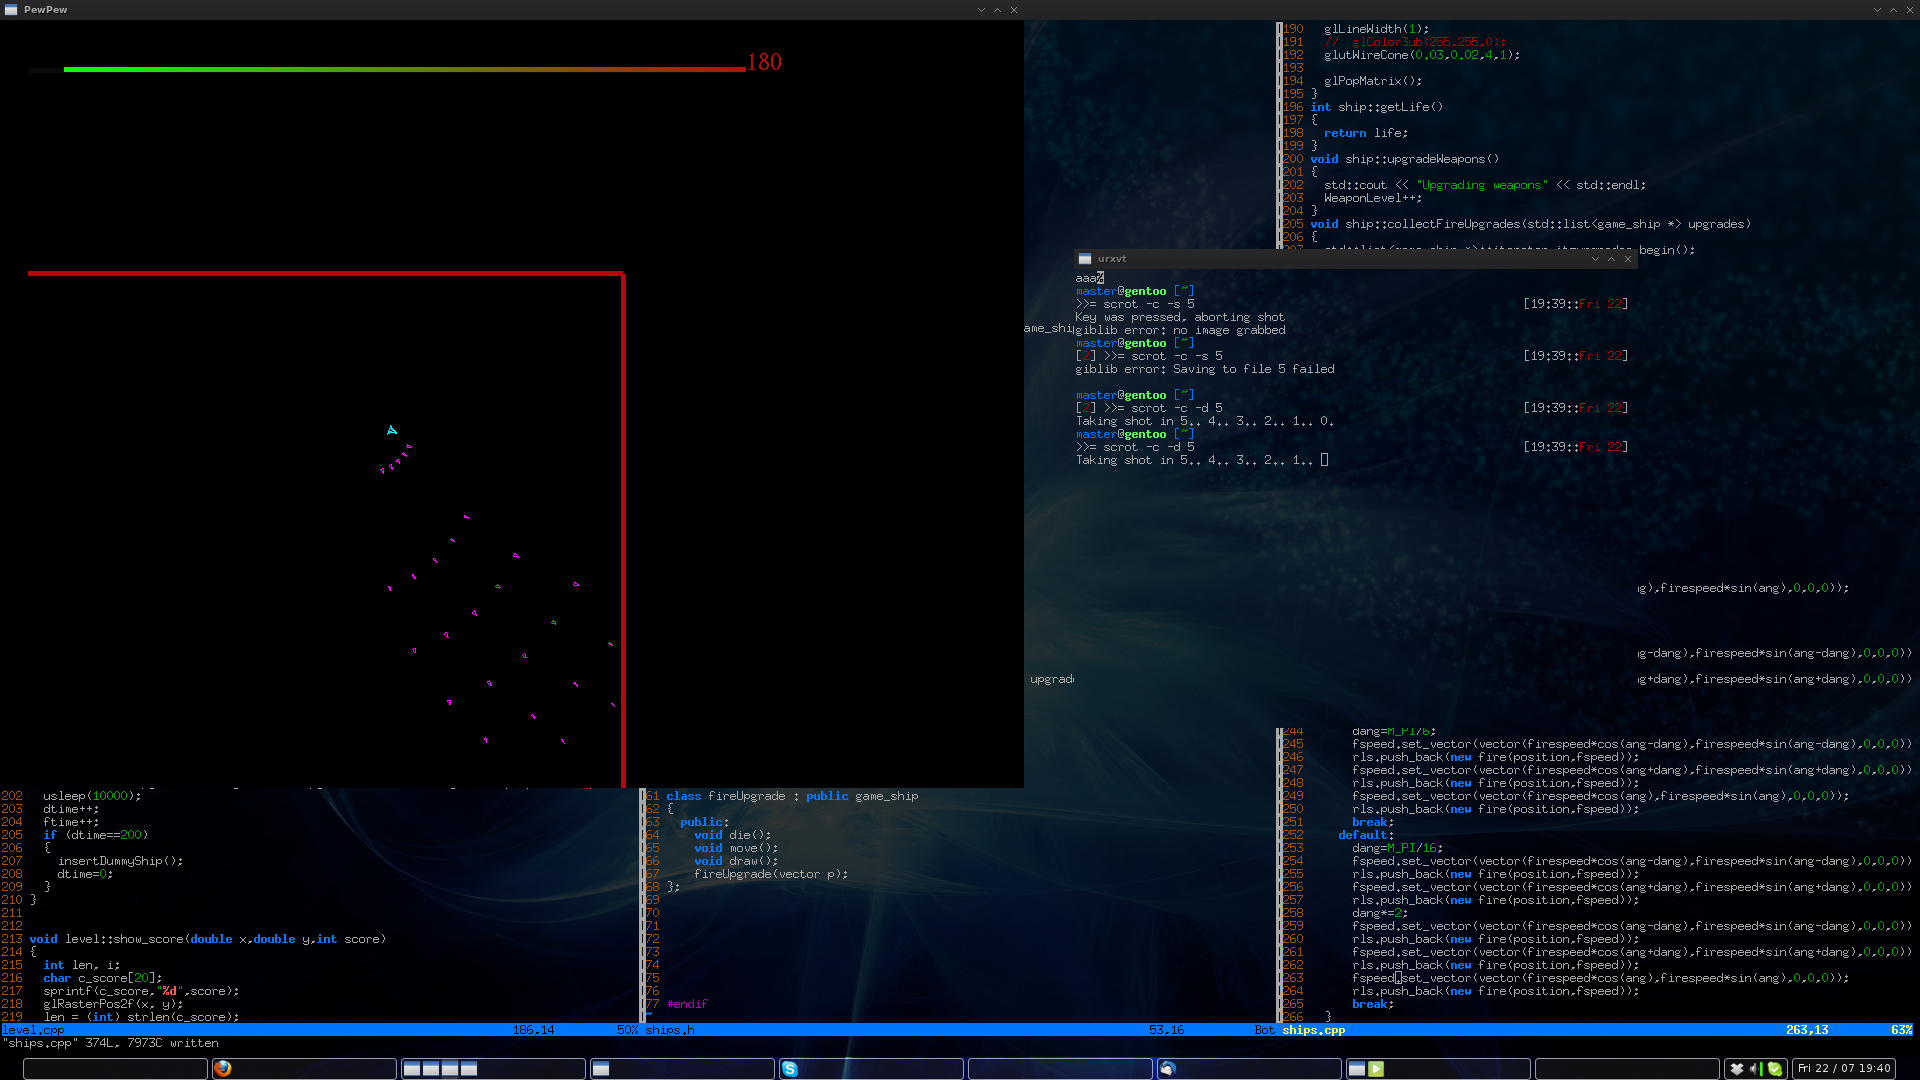 PewPew
180
190   glLineWidth(1);
191   //  glColor3ub(255,255,0);
192   glutWireCone(0.03,0.02,4,1);
193
194   glPopMatrix();
195 }
196 int ship::getLife()
197 {
198   return life;
199 }
200 void ship::upgradeWeapons()
201 {
202   std::cout << "Upgrading weapons" << std::endl;
203   WeaponLevel++;
204 }
205 void ship::collectFireUpgrades(std::list<game_ship *> upgrades)
206 {
begin();
urxvt
aaaz
master@gentoo [~]
>>= scrot -c -s 5 [19:39::Fri 22]
Key was pressed, aborting shot
giblib error: no image grabbed
master@gentoo [~]
[2] >>= scrot -c -s 5 [19:39::Fri 22]
giblib error: Saving to file 5 failed
master@gentoo [~]
[2] >>= scrot -c -d 5 [19:39::Fri 22]
Taking shot in 5.. 4.. 3.. 2.. 1.. 0.
master@gentoo [~]
>>= scrot -c -d 5 [19:39::Fri 22]
Taking shot in 5.. 4.. 3.. 2.. 1..
ame_shi
g),firespeed*sin(ang),0,0,0));
g-dang),firespeed*sin(ang-dang),0,0,0))
upgrad
g+dang),firespeed*sin(ang+dang),0,0,0))
202   usleep(10000);
203   dtime++;
204   ftime++;
205   if (dtime==200)
206   {
207     insertDummyShip();
208     dtime=0;
209   }
210 }
211
212
213 void level::show_score(double x,double y,int score)
214 {
215   int len, i;
216   char c_score[20];
217   sprintf(c_score,"%d",score);
218   glRasterPos2f(x, y);
219   len = (int) strlen(c_score);
level.cpp 186,14 50%
61 class fireUpgrade : public game_ship
62 {
63   public:
64     void die();
65     void move();
66     void draw();
67     fireUpgrade(vector p);
68 };
69
70
71
72
73
74
75
76
77 #endif
~
ships.h 53,16 Bot
244       dang=M_PI/6;
245       fspeed.set_vector(vector(firespeed*cos(ang-dang),firespeed*sin(ang-dang),0,0,0))
246       rls.push_back(new fire(position,fspeed));
247       fspeed.set_vector(vector(firespeed*cos(ang+dang),firespeed*sin(ang+dang),0,0,0))
248       rls.push_back(new fire(position,fspeed));
249       fspeed.set_vector(vector(firespeed*cos(ang),firespeed*sin(ang),0,0,0));
250       rls.push_back(new fire(position,fspeed));
251       break;
252     default:
253       dang=M_PI/16;
254       fspeed.set_vector(vector(firespeed*cos(ang-dang),firespeed*sin(ang-dang),0,0,0))
255       rls.push_back(new fire(position,fspeed));
256       fspeed.set_vector(vector(firespeed*cos(ang+dang),firespeed*sin(ang+dang),0,0,0))
257       rls.push_back(new fire(position,fspeed));
258       dang*=2;
259       fspeed.set_vector(vector(firespeed*cos(ang-dang),firespeed*sin(ang-dang),0,0,0))
260       rls.push_back(new fire(position,fspeed));
261       fspeed.set_vector(vector(firespeed*cos(ang+dang),firespeed*sin(ang+dang),0,0,0))
262       rls.push_back(new fire(position,fspeed));
263       fspeed.set_vector(vector(firespeed*cos(ang),firespeed*sin(ang),0,0,0));
264       rls.push_back(new fire(position,fspeed));
265       break;
266   }
ships.cpp 263,13 63%
"ships.cpp" 374L, 7973C written
Fri 22 / 07 19:40